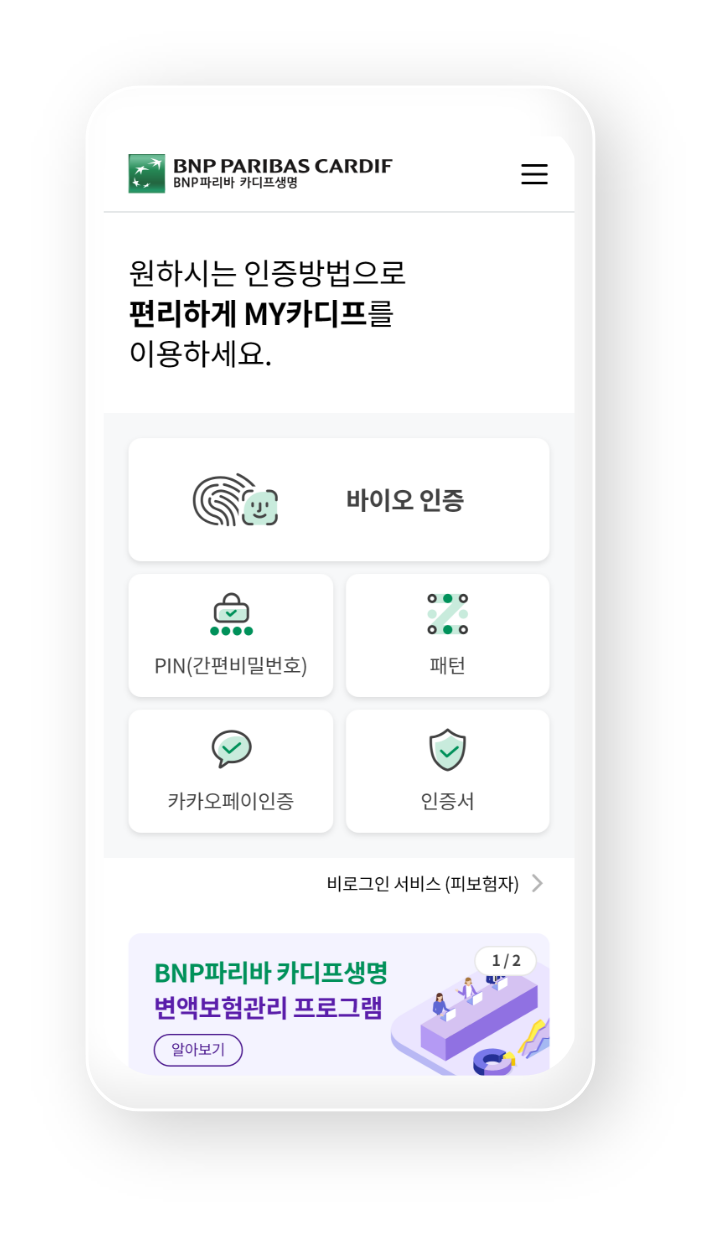 BNP PARIBAS CARDIF
BNP파리바 카디프생명
원하시는 인증방법으로
편리하게 MY카디프를
이용하세요.
바이오 인증
PIN(간편비밀번호)
패턴
카카오페이인증
인증서
비로그인 서비스 (피보험자)
1 / 2
BNP파리바 카디프생명
변액보험관리 프로그램
알아보기